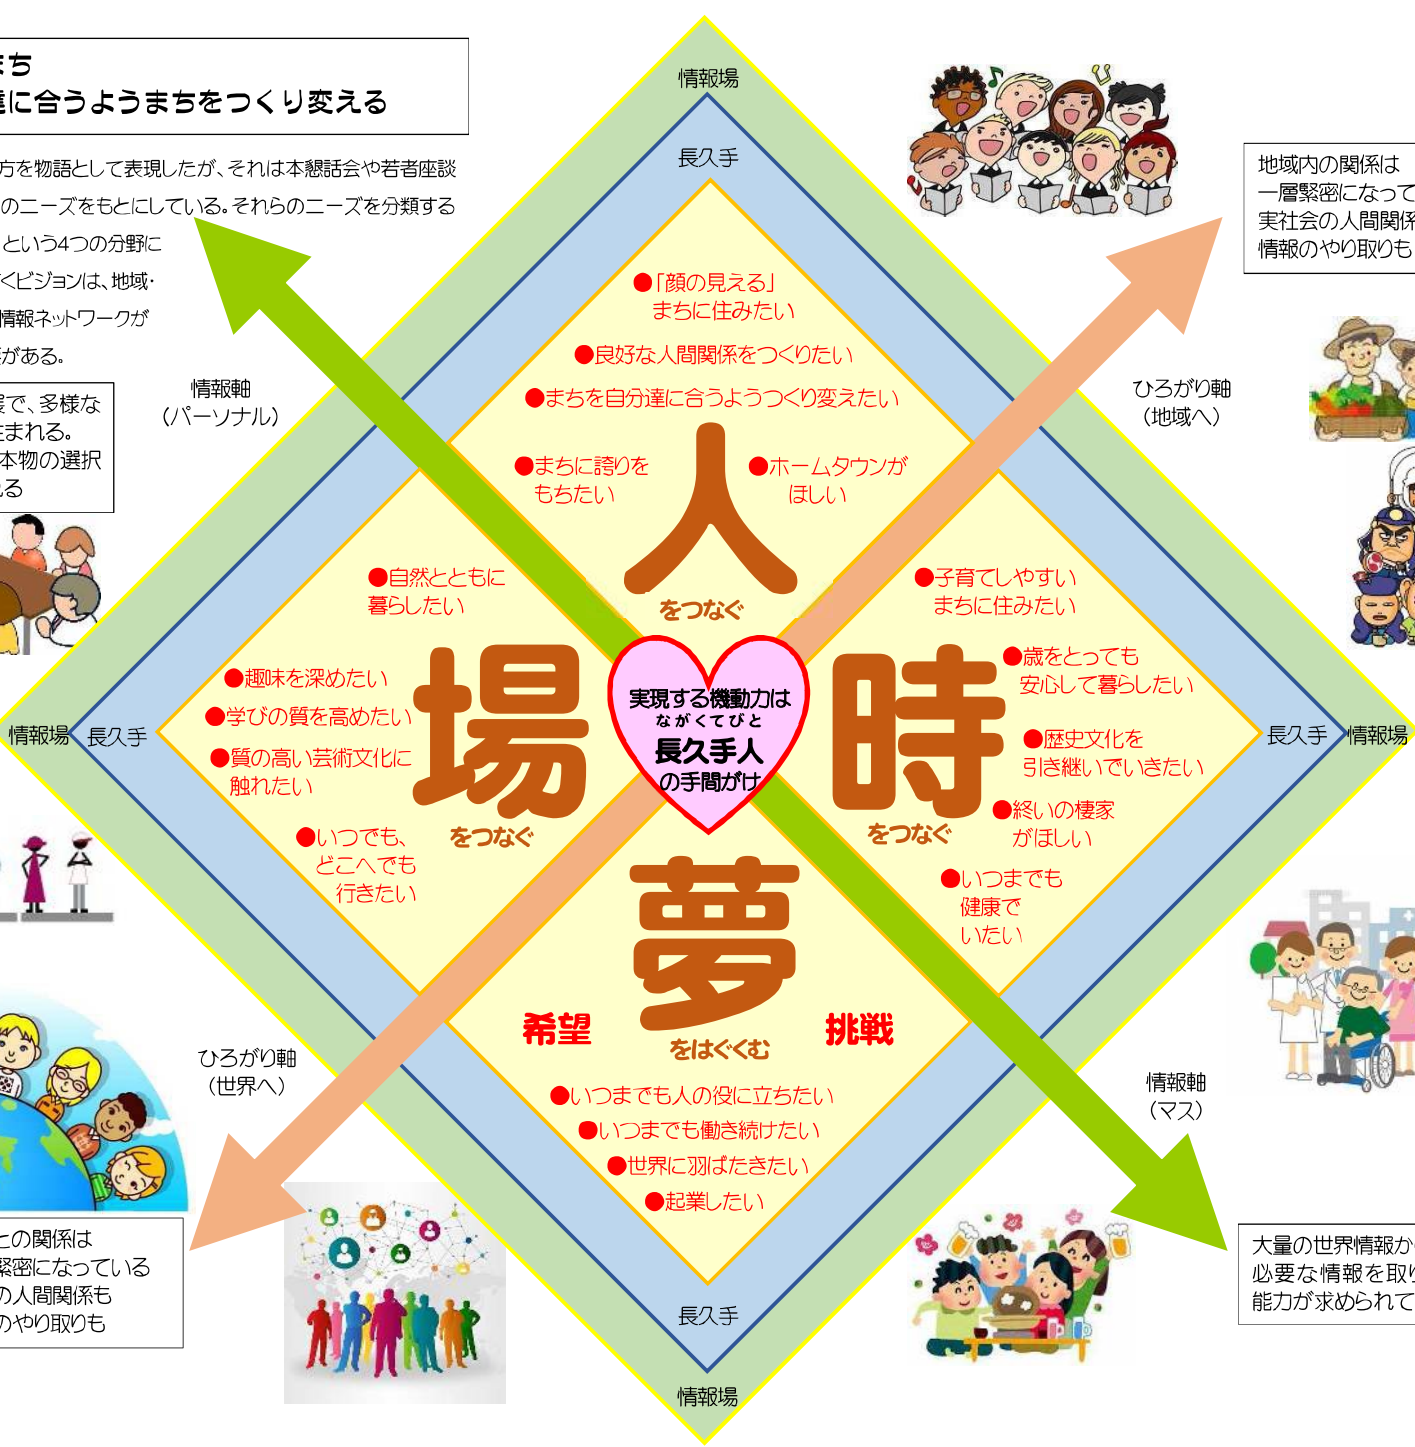 まち
達に合うようまちをつくり変える
方を物語として表現したが、それは本懇話会や若者座談
のニーズをもとにしている。それらのニーズを分類する
という4つの分野に
くビジョンは、地域・
情報ネットワークが
がある。
で、多様な
生まれる。
本物の選択
る
情報軸
（パーソナル）
情報場
長久手
地域内の関係は
一層緊密になって
実社会の人間関係
情報のやり取りも
ひろがり軸
（地域へ）
●「顔の見える」
まちに住みたい
●良好な人間関係をつくりたい
●まちを自分達に合うようつくり変えたい
●まちに誇りを
もちたい
●ホームタウンが
ほしい
人
をつなぐ
●自然とともに
暮らしたい
●趣味を深めたい
●学びの質を高めたい
●質の高い芸術文化に
触れたい
●いつでも、
どこへでも
行きたい
場
をつなぐ
情報場
長久手
実現する機動力は
ながくてびと
長久手人
の手間がけ
時
をつなぐ
●子育てしやすい
まちに住みたい
●歳をとっても
安心して暮らしたい
●歴史文化を
引き継いでいきたい
●終いの棲家
がほしい
●いつまでも
健康で
いたい
長久手
情報場
夢
をはぐくむ
希望
挑戦
●いつまでも人の役に立ちたい
●いつまでも働き続けたい
●世界に羽ばたきたい
●起業したい
ひろがり軸
（世界へ）
情報軸
（マス）
との関係は
緊密になっている
の人間関係も
のやり取りも
大量の世界情報か
必要な情報を取り
能力が求められて
長久手
情報場